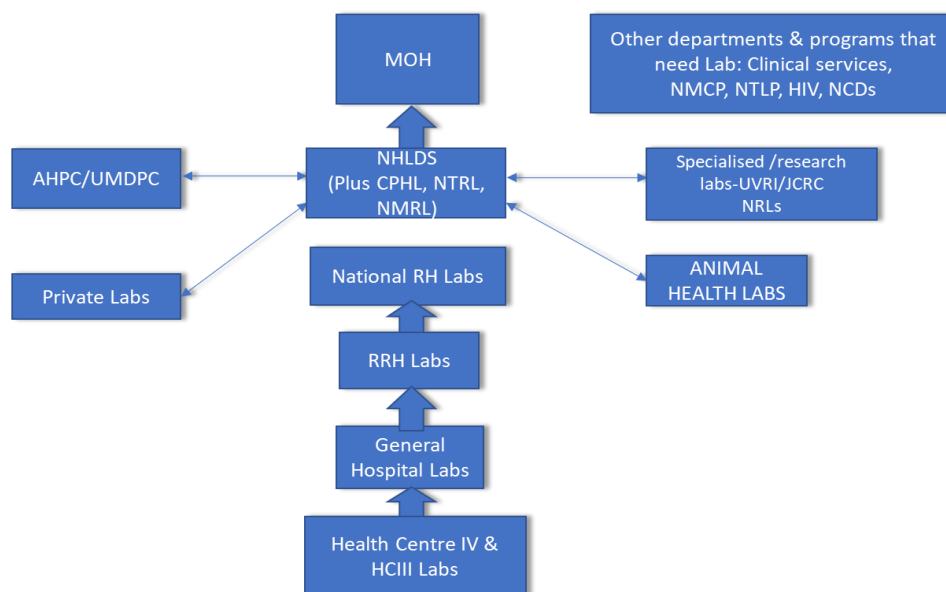 MOH
Other departments & programs that
need Lab: Clinical services,
NMCP, NTLP, HIV, NCDs
AHPC/UMDPC
NHLDS
(Plus CPHL, NTRL,
NMRL)
Specialised /research
labs-UVRI/JCRC
NRLs
Private Labs
National RH Labs
ANIMAL
HEALTH LABS
RRH Labs
General
Hospital Labs
Health Centre IV &
HCIII Labs